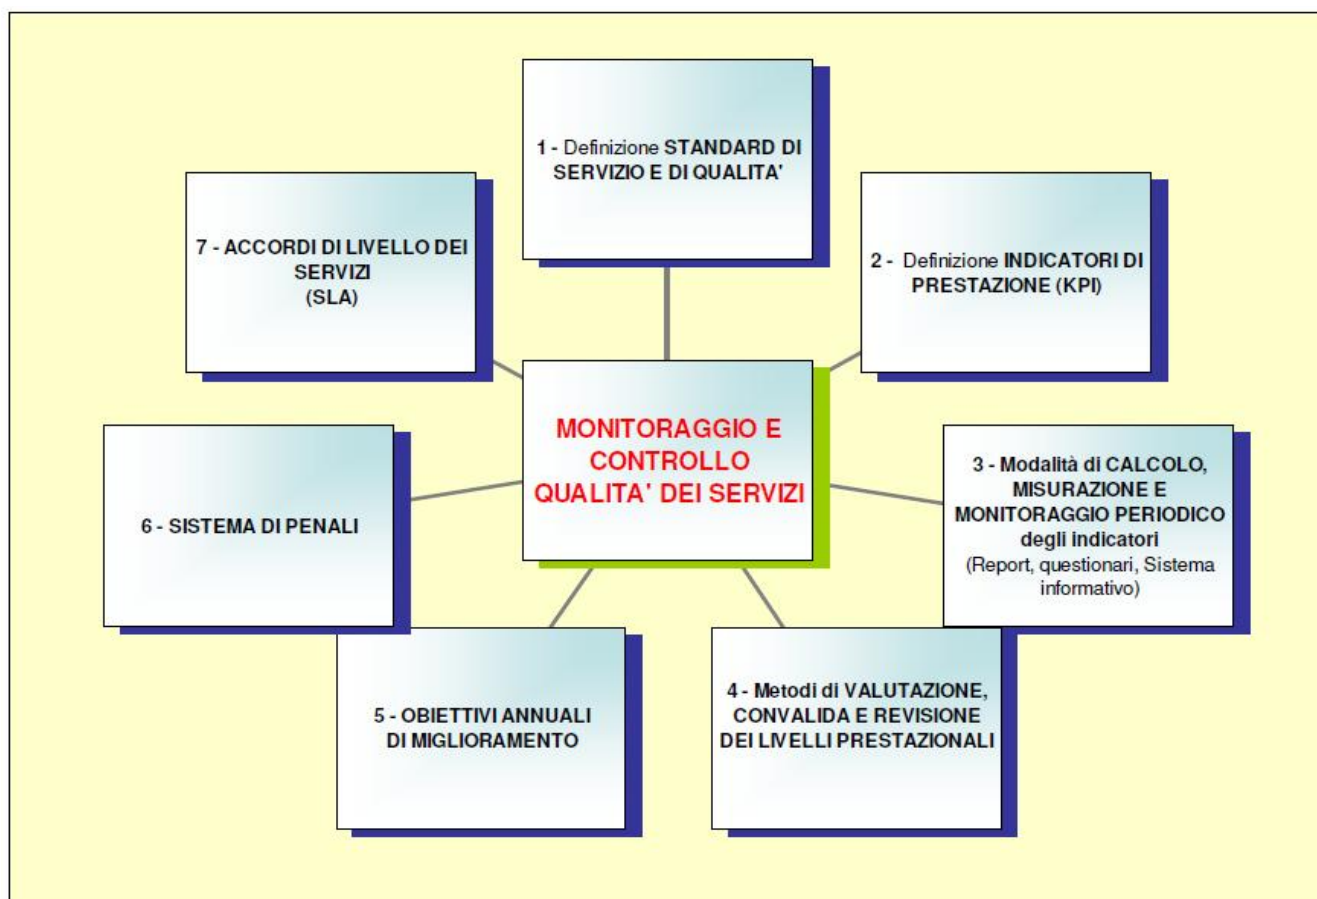 1 - Definizione STANDARD DI
SERVIZIO E DI QUALITA'
2 - Definizione INDICATORI DI
PRESTAZIONE (KPI)
3 - Modalità di CALCOLO,
MISURAZIONE E
MONITORAGGIO PERIODICO
degli indicatori
(Report, questionari, Sistema
informativo)
4 - Metodi di VALUTAZIONE,
CONVALIDA E REVISIONE
DEI LIVELLI PRESTAZIONALI
5 - OBIETTIVI ANNUALI
DI MIGLIORAMENTO
6 - SISTEMA DI PENALI
7 - ACCORDI DI LIVELLO DEI
SERVIZI
(SLA)
MONITORAGGIO E
CONTROLLO
QUALITA' DEI SERVIZI